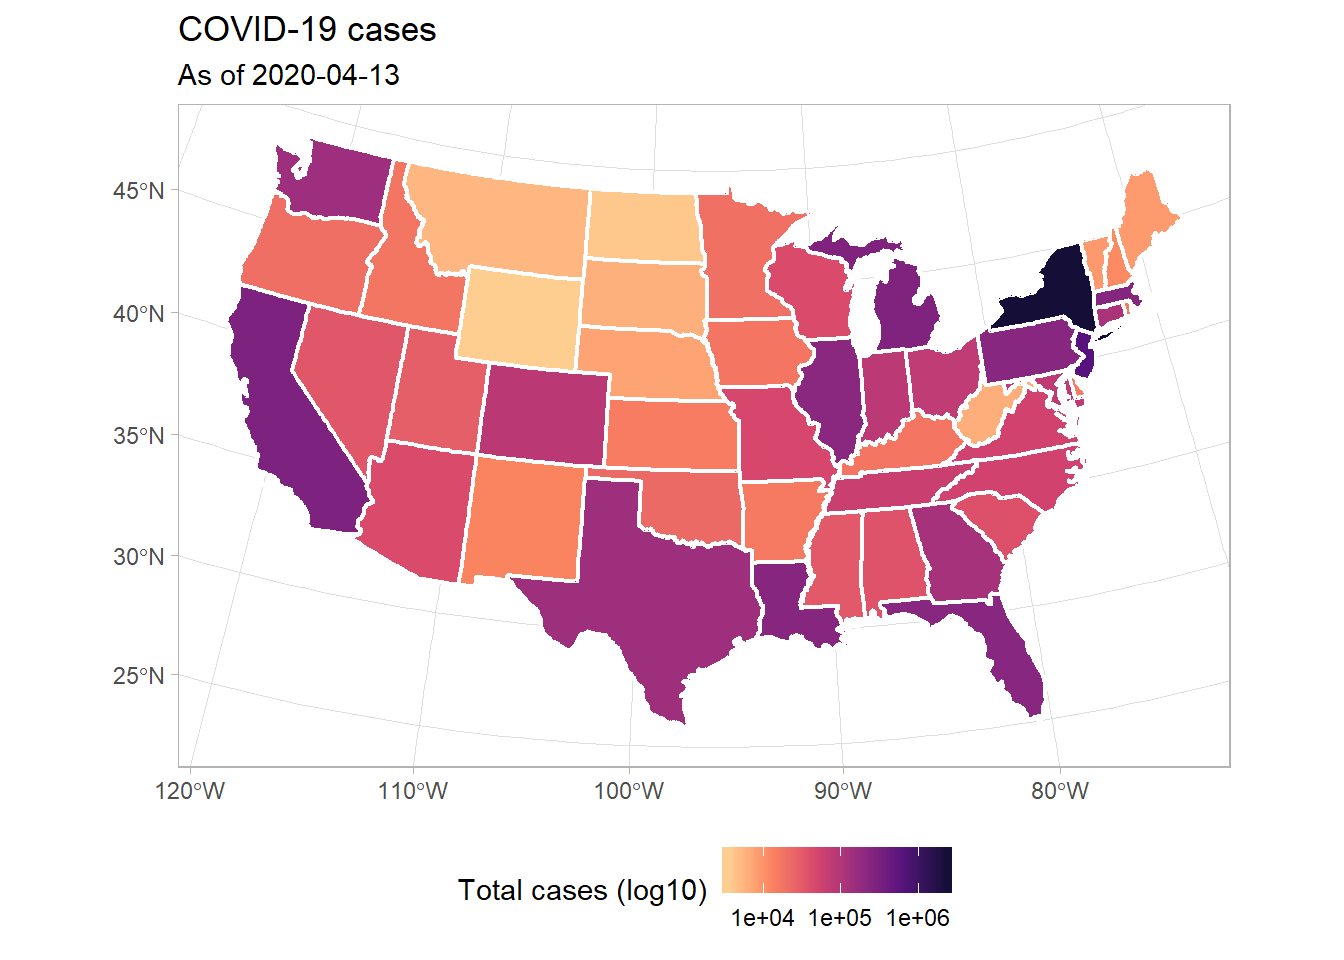 COVID-19 cases
As of 2020-04-13
45°N
40°N
35°N
30°N
25°N
120°W 110°W 100°W 90°W 80°W
Total cases (log10)
1e+04 1e+05 1e+06